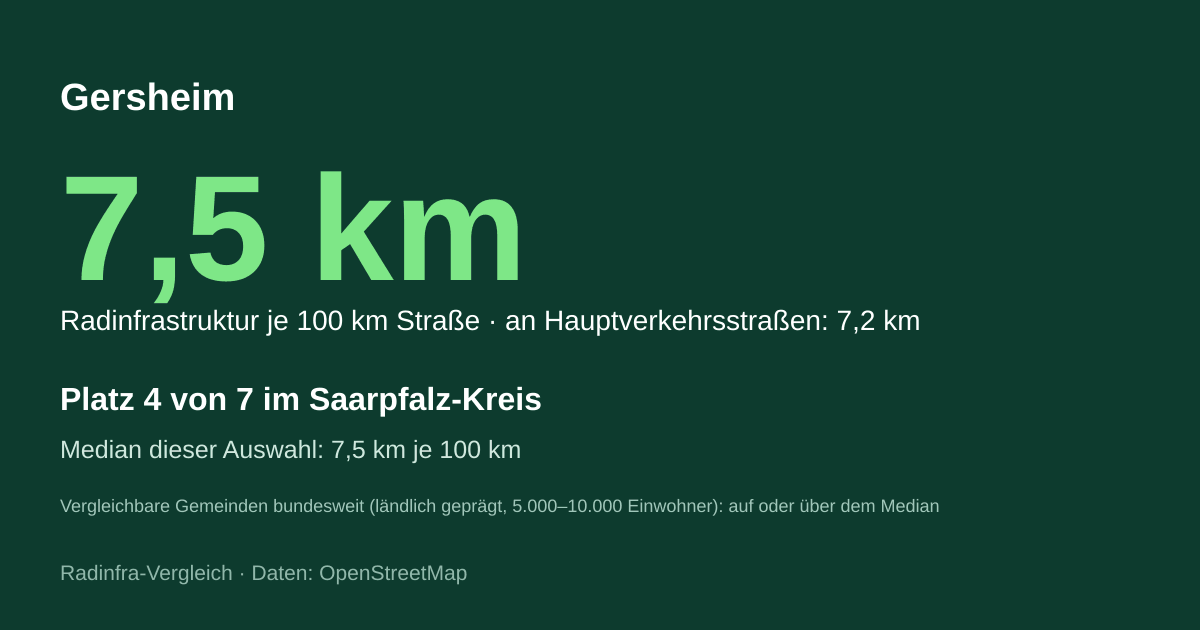 Gersheim
7,5 km
Radinfrastruktur je 100 km Straße · an Hauptverkehrsstraßen: 7,2 km
Platz 4 von 7 im Saarpfalz-Kreis
Median dieser Auswahl: 7,5 km je 100 km
Vergleichbare Gemeinden bundesweit (ländlich geprägt, 5.000–10.000 Einwohner): auf oder über dem Median
Radinfra-Vergleich · Daten: OpenStreetMap